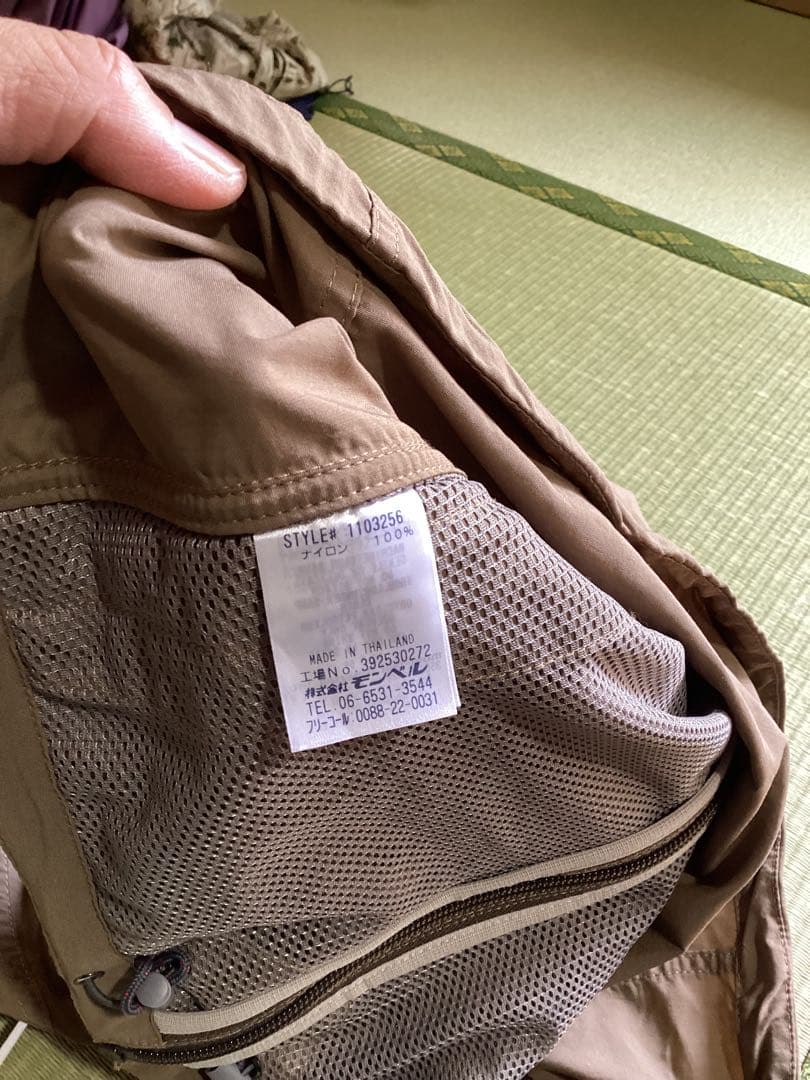 STYLE# 1103256
ナイロン 100%
MADE IN THAILAND
工場No.392530272
株式会社 モンベル
TEL 06-6531-3544
フリーコール:0088-22-0031